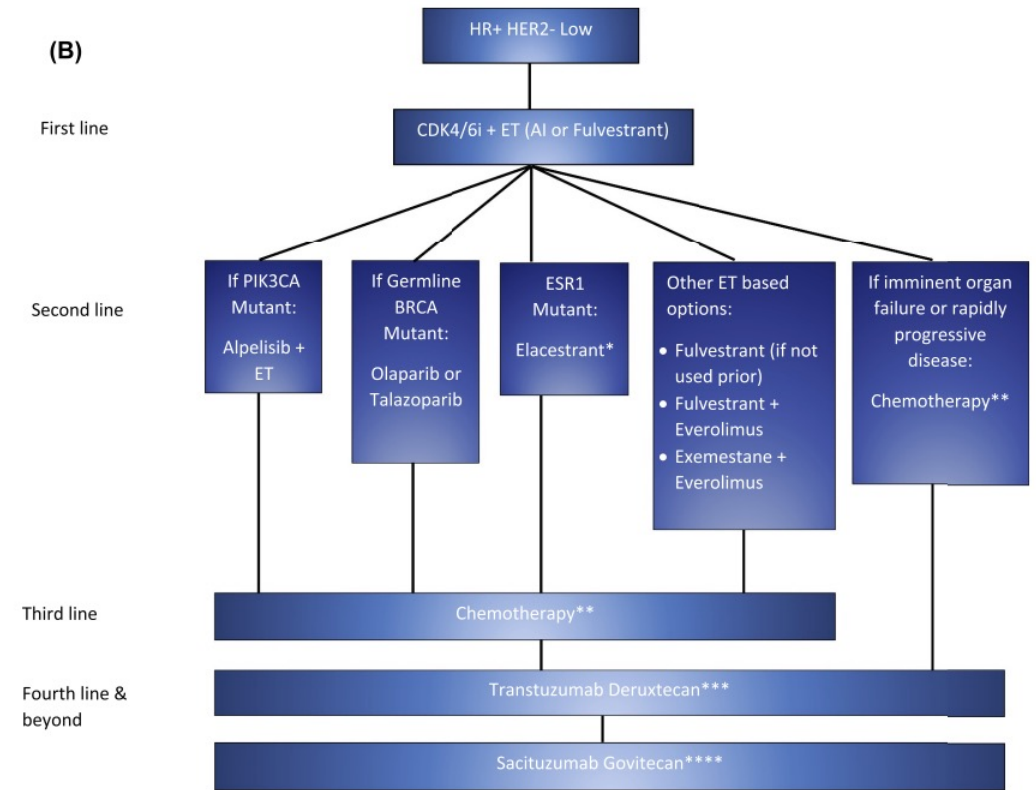 (B)
HR+ HER2- Low
First line
CDK4/6i + ET (AI or Fulvestrant)
Second line
If PIK3CA
Mutant:
Alpelisib +
ET
If Germline
BRCA
Mutant:
Olaparib or
Talazoparib
ESR1
Mutant:
Elacestrant*
Other ET based
options:
• Fulvestrant (if not
used prior)
• Fulvestrant +
Everolimus
• Exemestane +
Everolimus
If imminent organ
failure or rapidly
progressive
disease:
Chemotherapy**
Third line
Chemotherapy**
Fourth line &
beyond
Transtuzumab Deruxtecan***
Sacituzumab Govitecan****